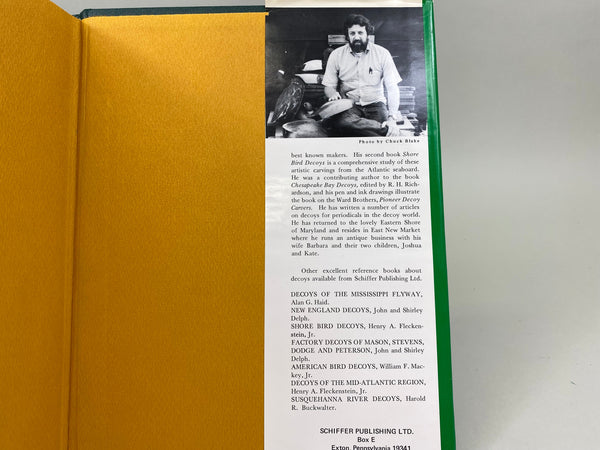 Photo by Chuck Blake
best known makers. His second book Shore
Bird Decoys is a comprehensive study of these
artistic carvings from the Atlantic seaboard.
He was a contributing author to the book
Chesapeake Bay Decoys, edited by R. H. Rich-
ardson, and his pen and ink drawings illustrate
the book on the Ward Brothers, Pioneer Decoy
Carvers. He has written a number of articles
on decoys for periodicals in the decoy world.
He has returned to the lovely Eastern Shore
of Maryland and resides in East New Market
where he runs an antique business with his
wife Barbara and their two children, Joshua
and Kate.
Other excellent reference books about
decoys available from Schiffer Publishing Ltd.
DECOYS OF THE MISSISSIPPI FLYWAY,
Alan G. Haid.
NEW ENGLAND DECOYS, John and Shirley
Delph.
SHORE BIRD DECOYS, Henry A. Flecken-
stein, Jr.
FACTORY DECOYS OF MASON, STEVENS,
DODGE AND PETERSON, John and Shirley
Delph.
AMERICAN BIRD DECOYS, William F. Mac-
key, Jr.
DECOYS OF THE MID-ATLANTIC REGION,
Henry A. Fleckenstein, Jr.
SUSQUEHANNA RIVER DECOYS, Harold
R. Buckwalter.
SCHIFFER PUBLISHING LTD.
Box E
Exton, Pennsylvania 19341